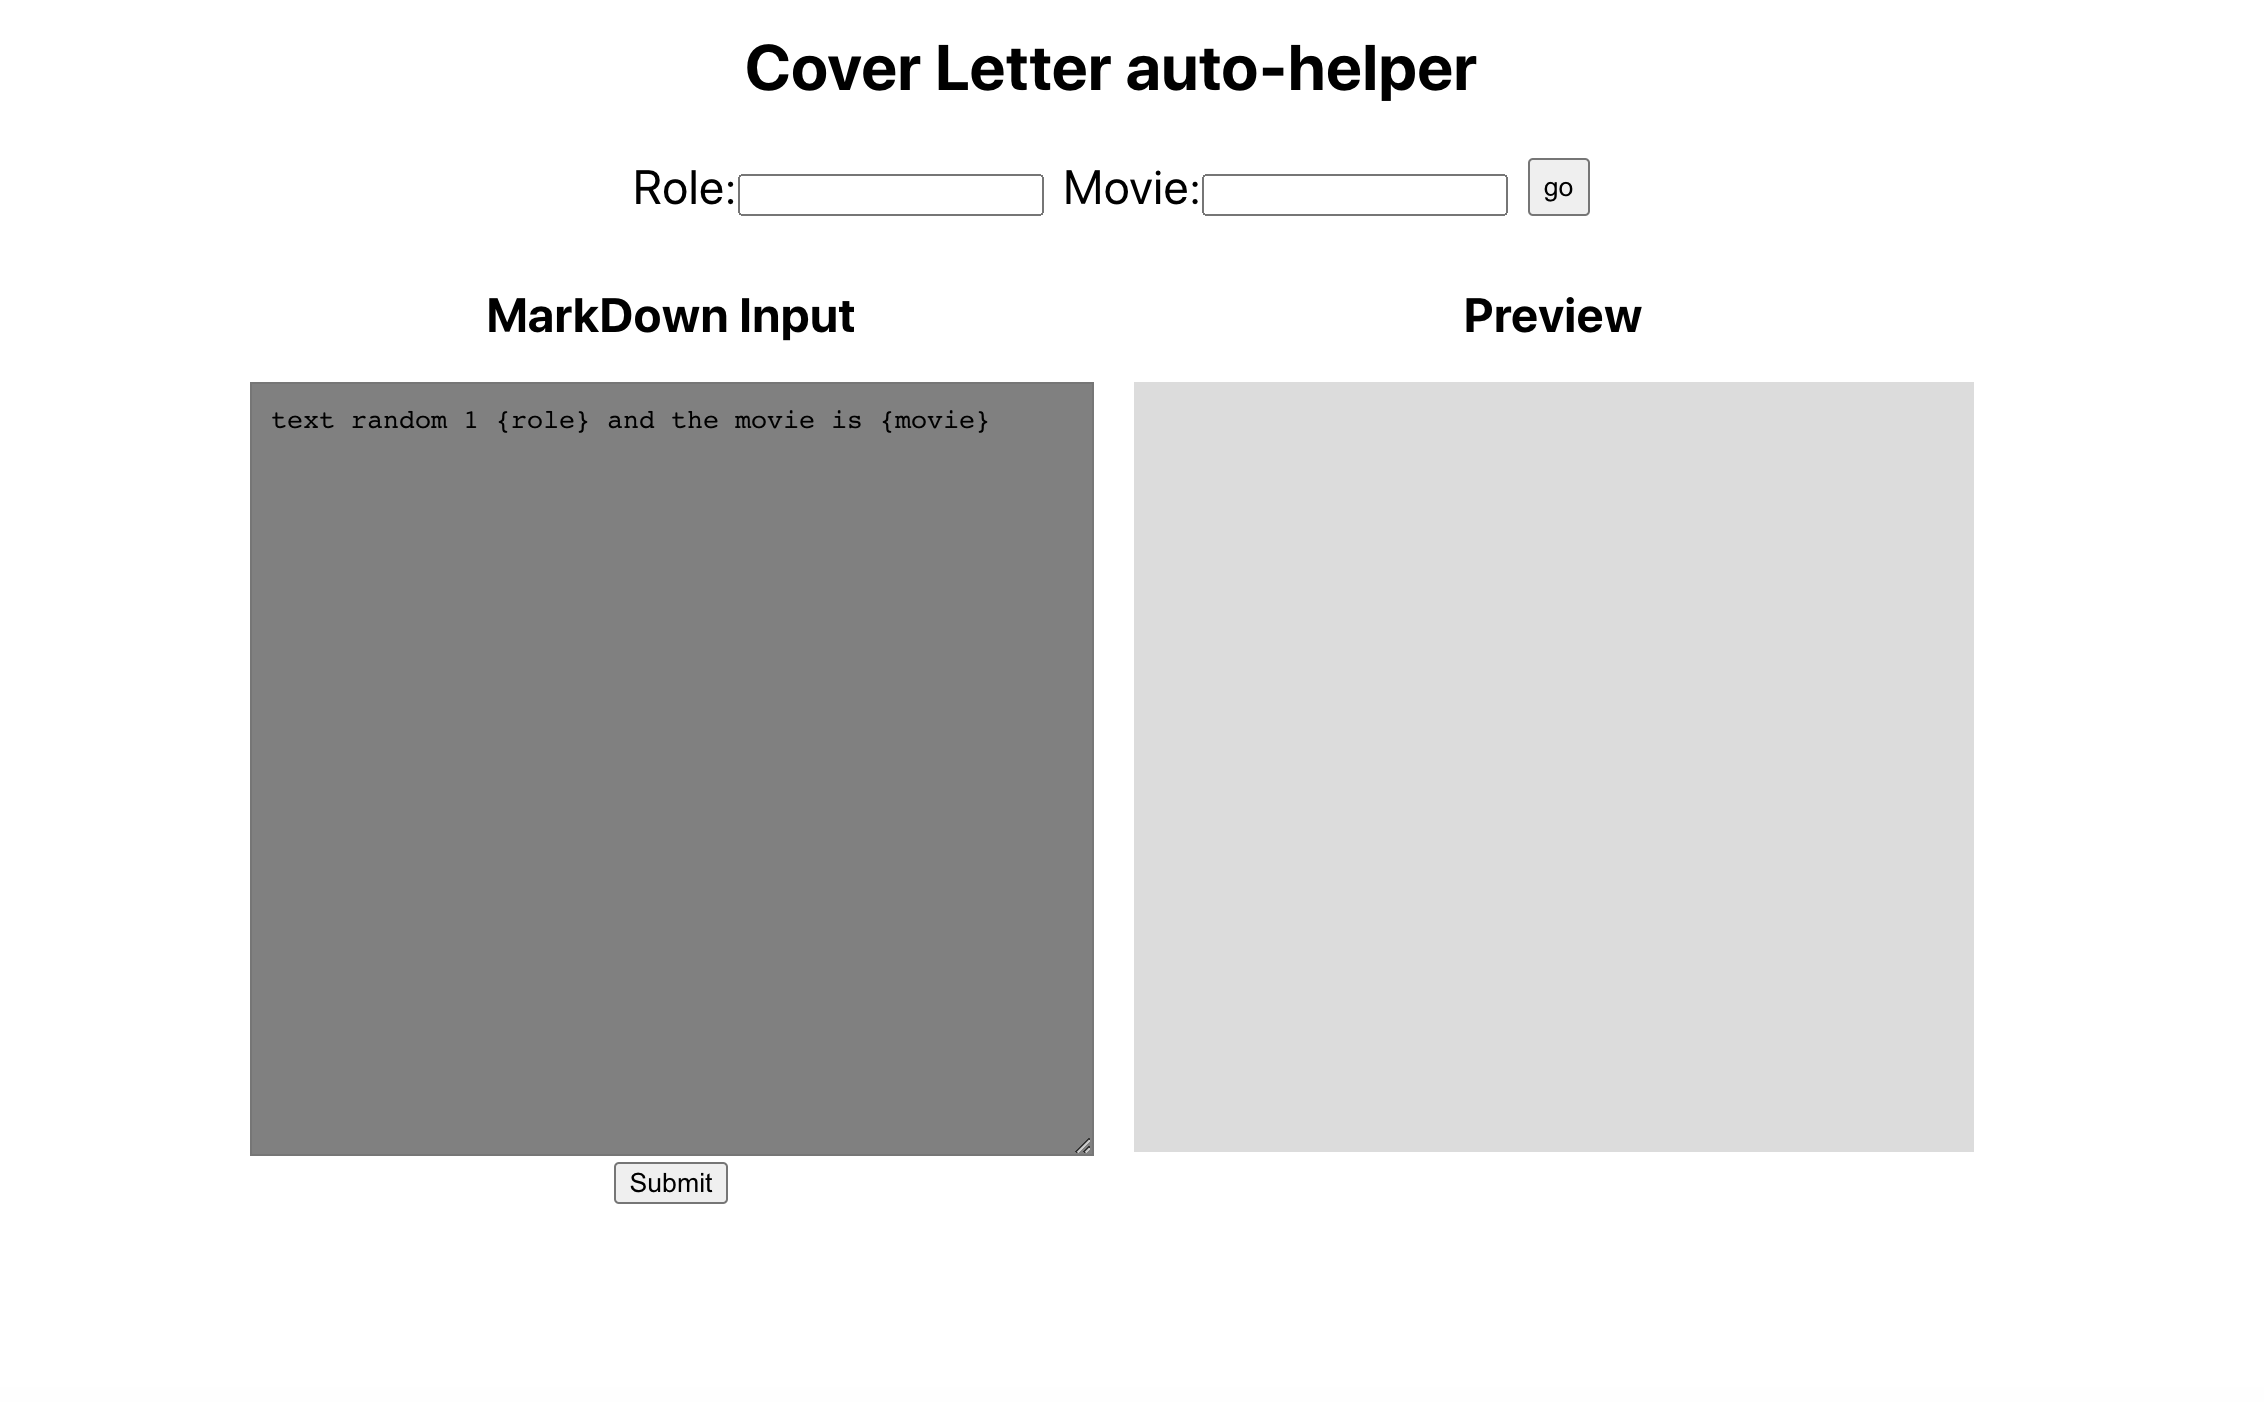 Cover Letter auto-helper
Role: Movie: go
MarkDown Input
Preview
text random 1 {role} and the movie is {movie}
Submit